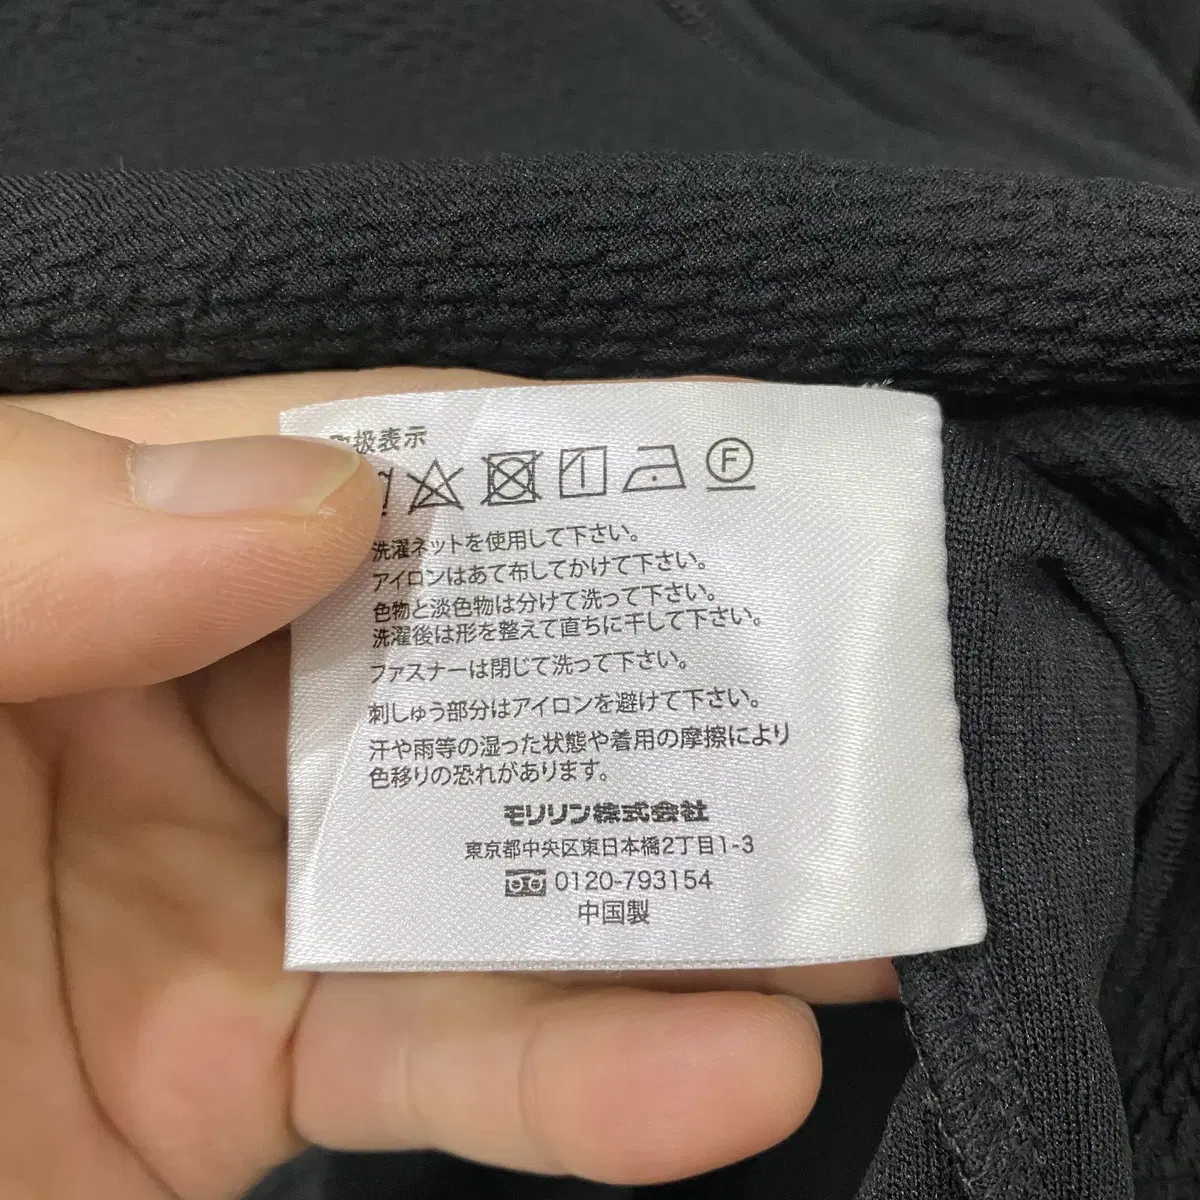 取扱表示
F
洗濯ネットを使用して下さい。
アイロンはあて布してかけて下さい。
色物と淡色物は分けて洗って下さい。
洗濯後は形を整えて直ちに干して下さい。
ファスナーは閉じて洗って下さい。
刺しゅう部分はアイロンを避けて下さい。
汗や雨等の湿った状態や着用の摩擦により
色移りの恐れがあります。
モリリン株式会社
東京都中央区東日本橋2丁目1-3
0120-793154
中国製